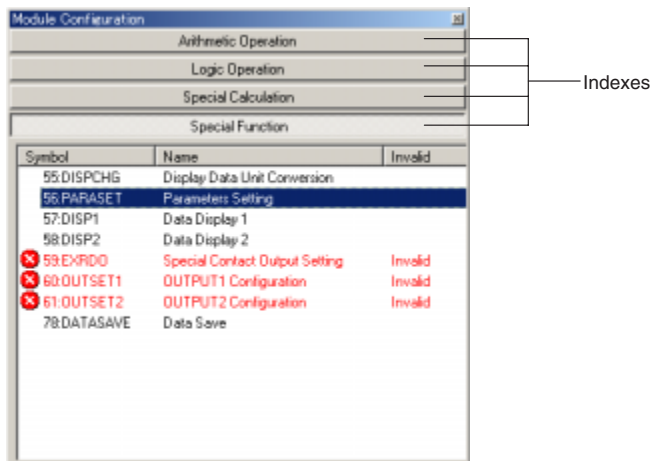 Module Configuration
Arithmetic Operation
Logic Operation
Special Calculation
Special Function
Indexes
Symbol Name Invalid
55:DISPCHG Display Data Unit Conversion
56:PARASET Parameters Setting
57:DISP1 Data Display 1
58:DISP2 Data Display 2
59:EXRDO Special Contact Output Setting Invalid
60:OUTSET1 OUTPUT1 Configuration Invalid
61:OUTSET2 OUTPUT2 Configuration Invalid
78:DATASAVE Data Save